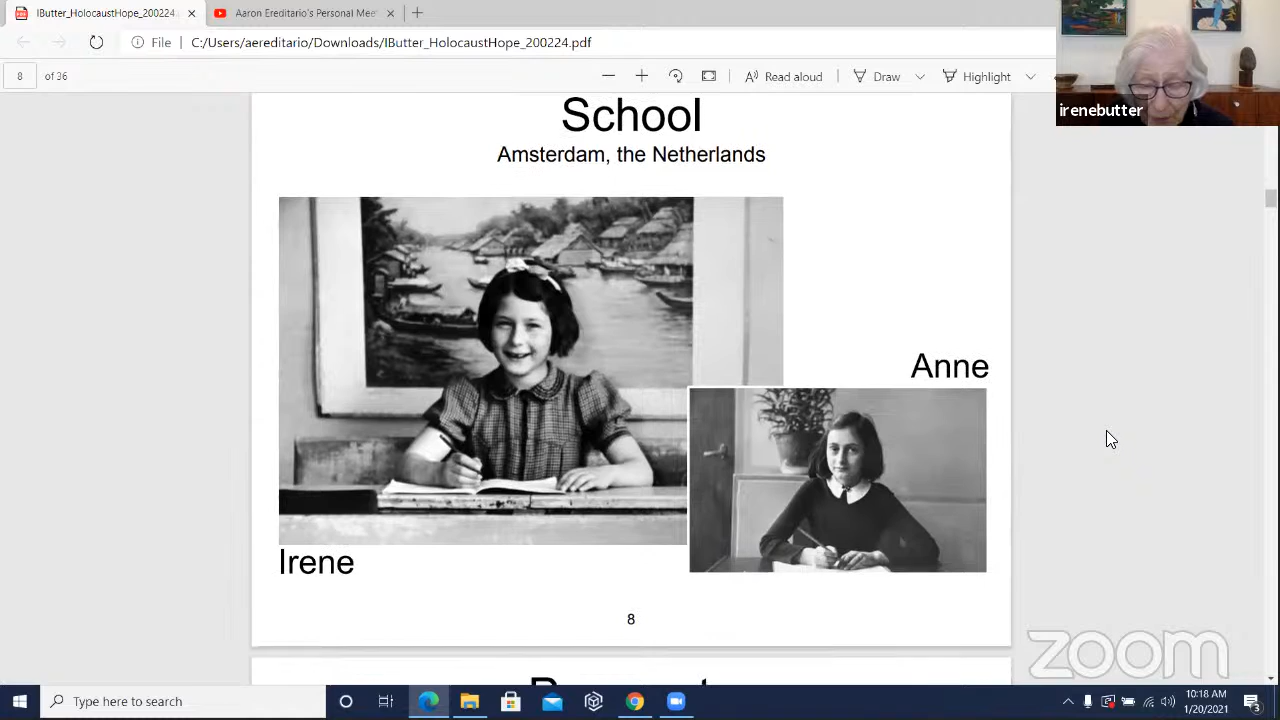 IButter_HolocaustHope_200224.
Aaron Ereditario's Personal Mee
File
C:/Users/aereditario/Downloads/IButter_HolocaustHope_200224.pdf
8 of 36
Read aloud
Draw
Highlight
irenebutter
School
Amsterdam, the Netherlands
Anne
Irene
8
zoom
Type here to search
10:18 AM
1/20/2021
3